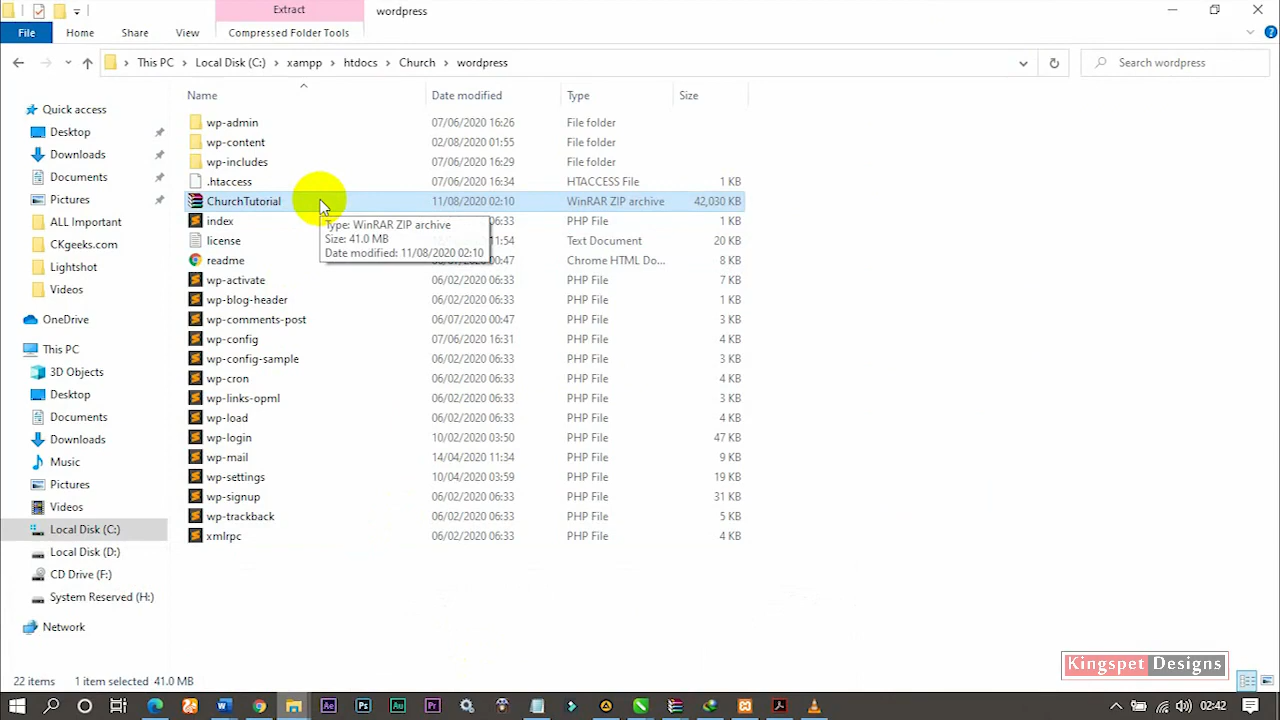 Extract
wordpress
File
Home
Share
View
Compressed Folder Tools
This PC
Local Disk (C:)
xampp
htdocs
Church
wordpress
Search wordpress
Name
Date modified
Type
Size
Quick access
Desktop
Downloads
Documents
Pictures
ALL Important
CKgeeks.com
Lightshot
Videos
OneDrive
This PC
3D Objects
Desktop
Documents
Downloads
Music
Pictures
Videos
Local Disk (C:)
Local Disk (D:)
CD Drive (F:)
System Reserved (H:)
Network
wp-admin 07/06/2020 16:26 File folder
wp-content 02/08/2020 01:55 File folder
wp-includes 07/06/2020 16:29 File folder
.htaccess 07/06/2020 16:34 HTACCESS File 1 KB
ChurchTutorial 11/08/2020 02:10 WinRAR ZIP archive 42,030 KB
index 06:33 PHP File 1 KB
license 11:54 Text Document 20 KB
readme 00:47 Chrome HTML Do... 8 KB
Type: WinRAR ZIP archive
Size: 41.0 MB
Date modified: 11/08/2020 02:10
wp-activate 06/02/2020 06:33 PHP File 7 KB
wp-blog-header 06/02/2020 06:33 PHP File 1 KB
wp-comments-post 06/07/2020 00:47 PHP File 3 KB
wp-config 07/06/2020 16:31 PHP File 4 KB
wp-config-sample 06/02/2020 06:33 PHP File 3 KB
wp-cron 06/02/2020 06:33 PHP File 4 KB
wp-links-opml 06/02/2020 06:33 PHP File 3 KB
wp-load 06/02/2020 06:33 PHP File 4 KB
wp-login 10/02/2020 03:50 PHP File 47 KB
wp-mail 14/04/2020 11:34 PHP File 9 KB
wp-settings 10/04/2020 03:59 PHP File 19 KB
wp-signup 06/02/2020 06:33 PHP File 31 KB
wp-trackback 06/02/2020 06:33 PHP File 5 KB
xmlrpc 06/02/2020 06:33 PHP File 4 KB
Kingspet Designs
22 items 1 item selected 41.0 MB
Ae
Ps
Au
Pr
02:42